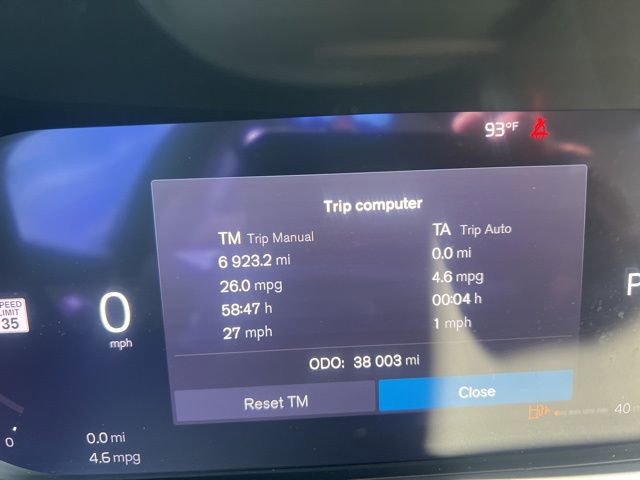 93°F
Trip computer
TM Trip Manual
6 923.2 mi
26.0 mpg
58:47 h
27 mph
TA Trip Auto
0.0 mi
4.6 mpg
00:04 h
1 mph
ODO: 38 003 mi
Reset TM
Close
SPEED
LIMIT
35
0
mph
P
0
0.0 mi
4.6 mpg
40